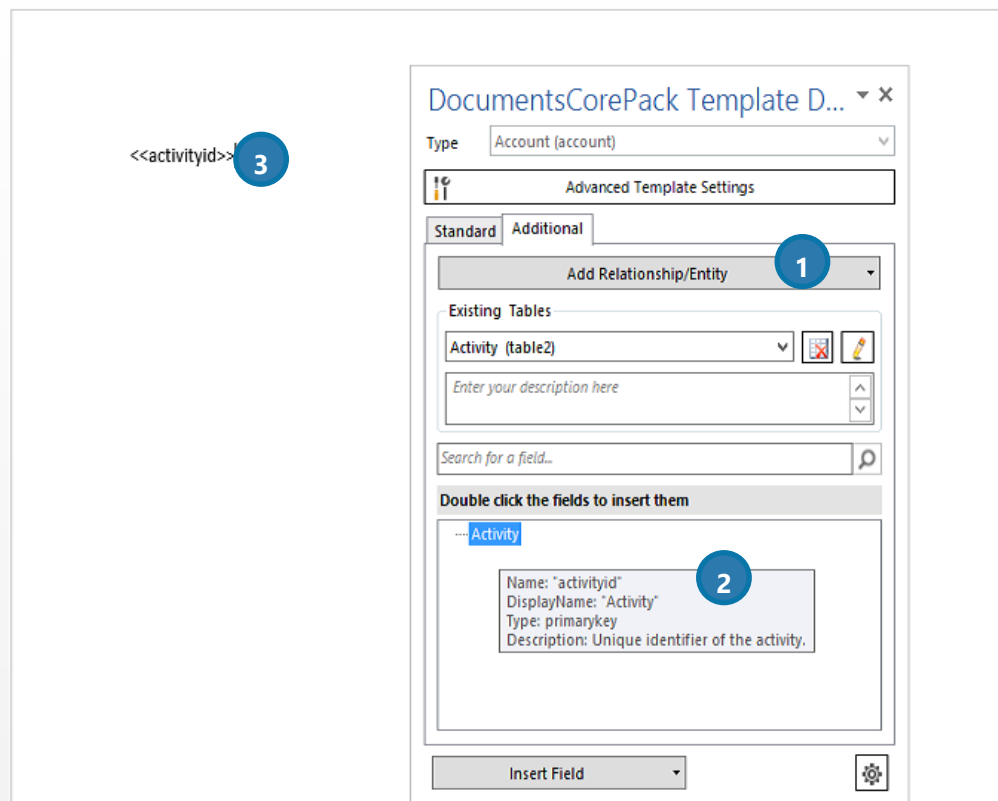 DocumentsCorePack Template D...
Type Account (account)
<<activityid>> 3
Advanced Template Settings
Standard Additional
Add Relationship/Entity 1
Existing Tables
Activity (table2)
Enter your description here
Search for a field...
Double click the fields to insert them
Activity
2
Name: "activityid"
DisplayName: "Activity"
Type: primarykey
Description: Unique identifier of the activity.
Insert Field